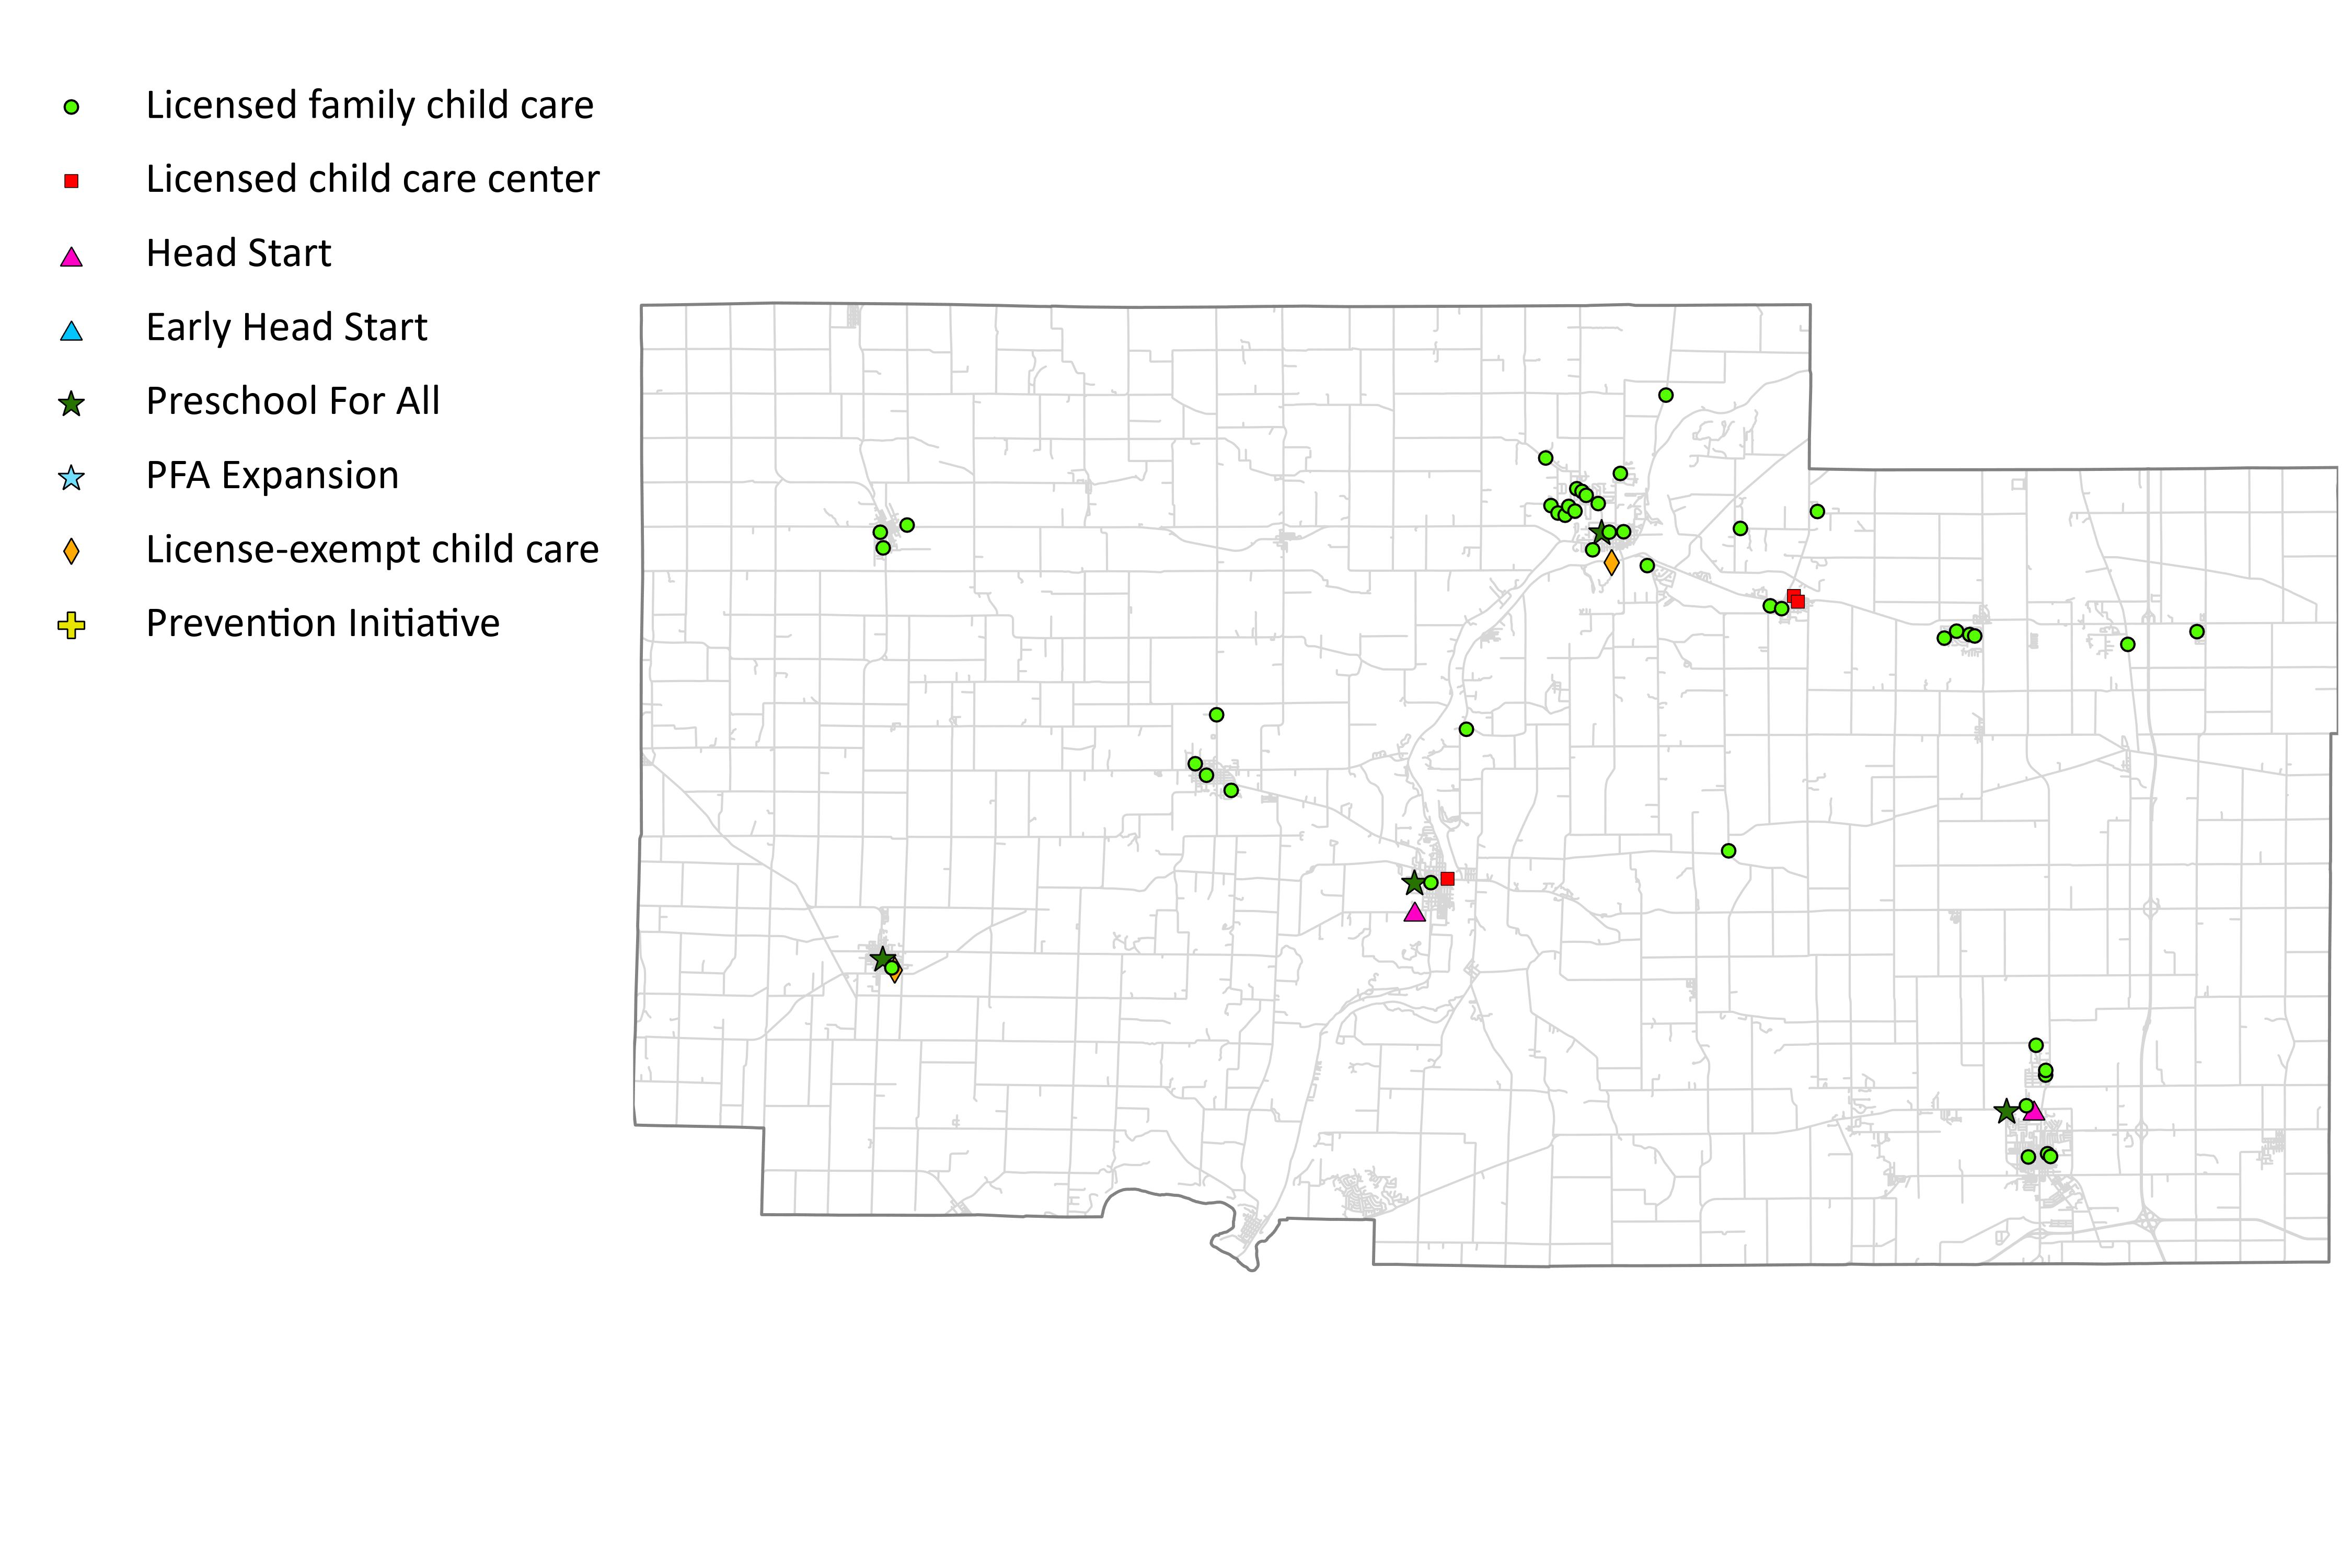 Licensed family child care
Licensed child care center
Head Start
Early Head Start
Preschool For All
PFA Expansion
License-exempt child care
Prevention Initiative